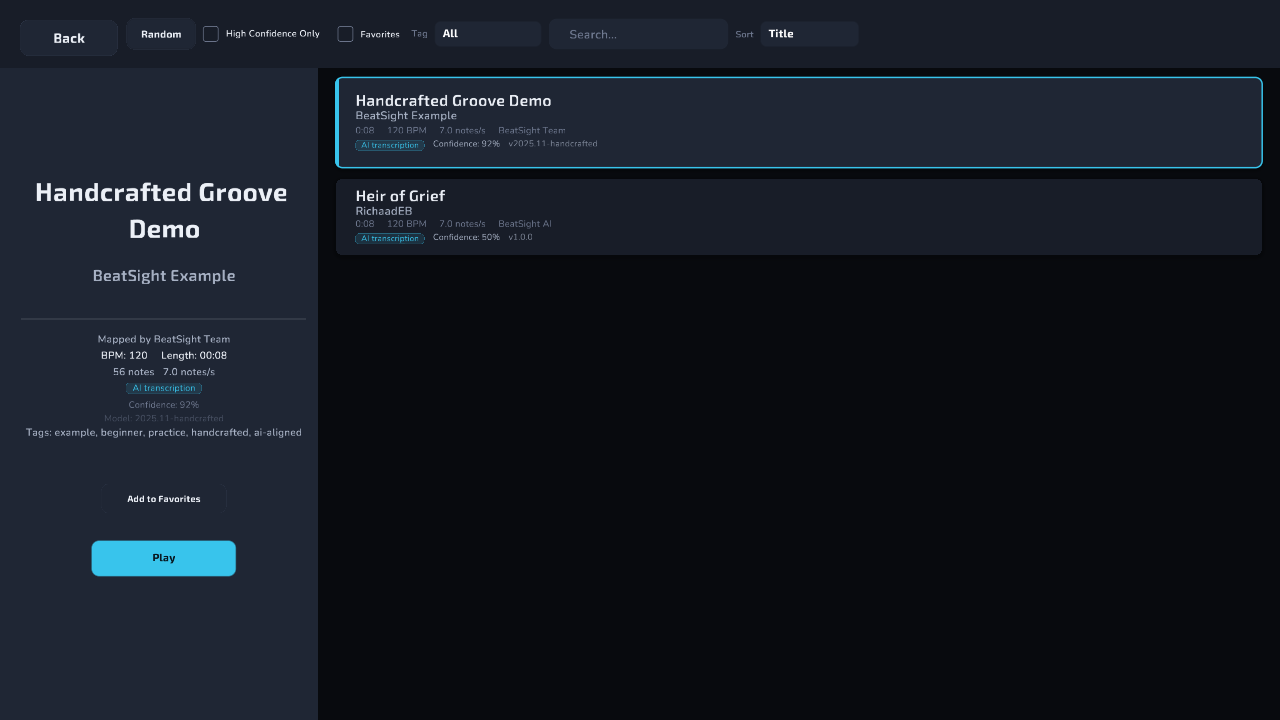 Back
Random
High Confidence Only
Favorites
Tag
All
Search...
Sort
Title
Handcrafted Groove
Demo
BeatSight Example
Mapped by BeatSight Team
BPM: 120 Length: 00:08
56 notes 7.0 notes/s
AI transcription
Confidence: 92%
Model: 2025.11-handcrafted
Tags: example, beginner, practice, handcrafted, ai-aligned
Add to Favorites
Play
Handcrafted Groove Demo
BeatSight Example
0:08 120 BPM 7.0 notes/s BeatSight Team
AI transcription Confidence: 92% v2025.11-handcrafted
Heir of Grief
RichaadEB
0:08 120 BPM 7.0 notes/s BeatSight AI
AI transcription Confidence: 50% v1.0.0